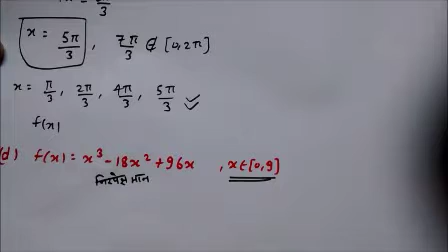 3
x = 5π/3 , 7π/3 ∉ [0, 2π]
x = π/3 , 2π/3 , 4π/3 , 5π/3
f(x)
(d) f(x) = x³ - 18x² + 96x , x ∈ [0, 9]
निरपेक्ष मान